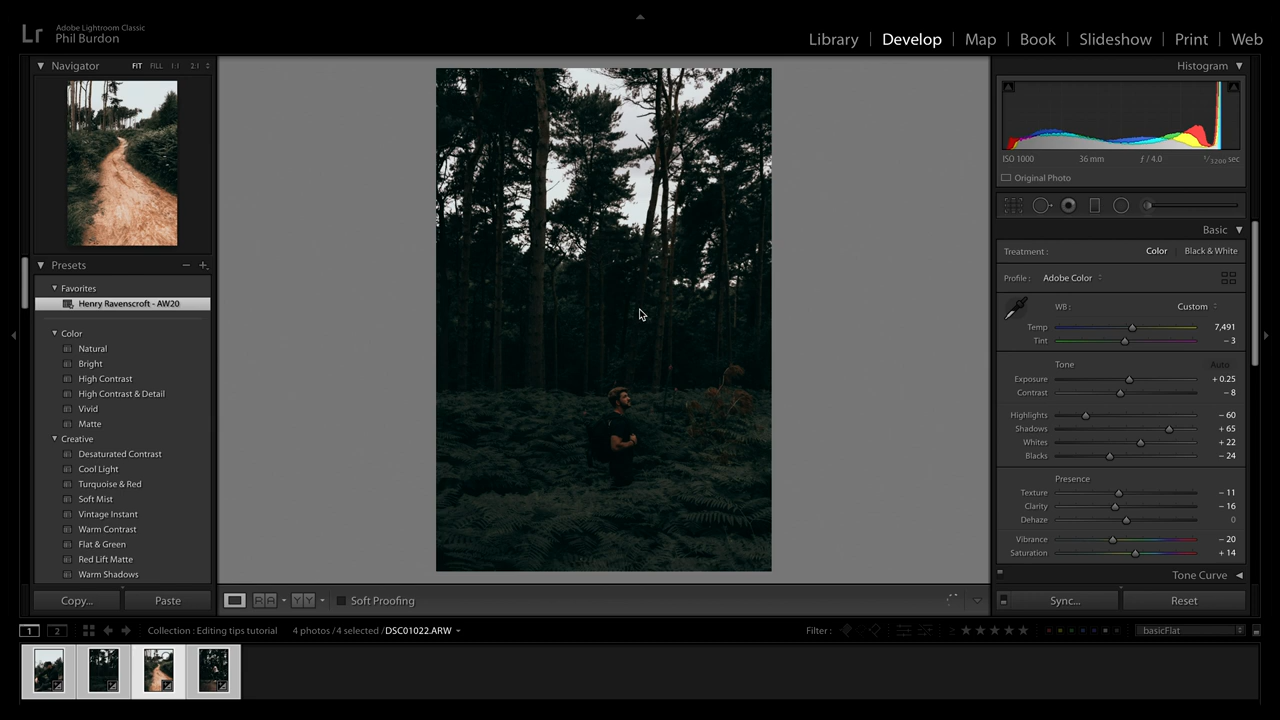 Lr
Adobe Lightroom Classic
Phil Burdon
Library | Develop | Map | Book | Slideshow | Print | Web
Navigator FIT FILL 1:1 2:1
Presets
Favorites
Henry Ravenscroft - AW20
Color
Natural
Bright
High Contrast
High Contrast & Detail
Vivid
Matte
Creative
Desaturated Contrast
Cool Light
Turquoise & Red
Soft Mist
Vintage Instant
Warm Contrast
Flat & Green
Red Lift Matte
Warm Shadows
Copy... Paste
Soft Proofing
Histogram
ISO 1000 36 mm ƒ / 4.0 1/3200 sec
Original Photo
Basic
Treatment : Color Black & White
Profile : Adobe Color
WB : Custom
Temp 7,491
Tint – 3
Tone Auto
Exposure + 0.25
Contrast – 8
Highlights – 60
Shadows + 65
Whites + 22
Blacks – 24
Presence
Texture – 11
Clarity – 16
Dehaze 0
Vibrance – 20
Saturation + 14
Tone Curve
Sync... Reset
1 2 Collection : Editing tips tutorial 4 photos / 4 selected / DSC01022.ARW Filter : basicFlat